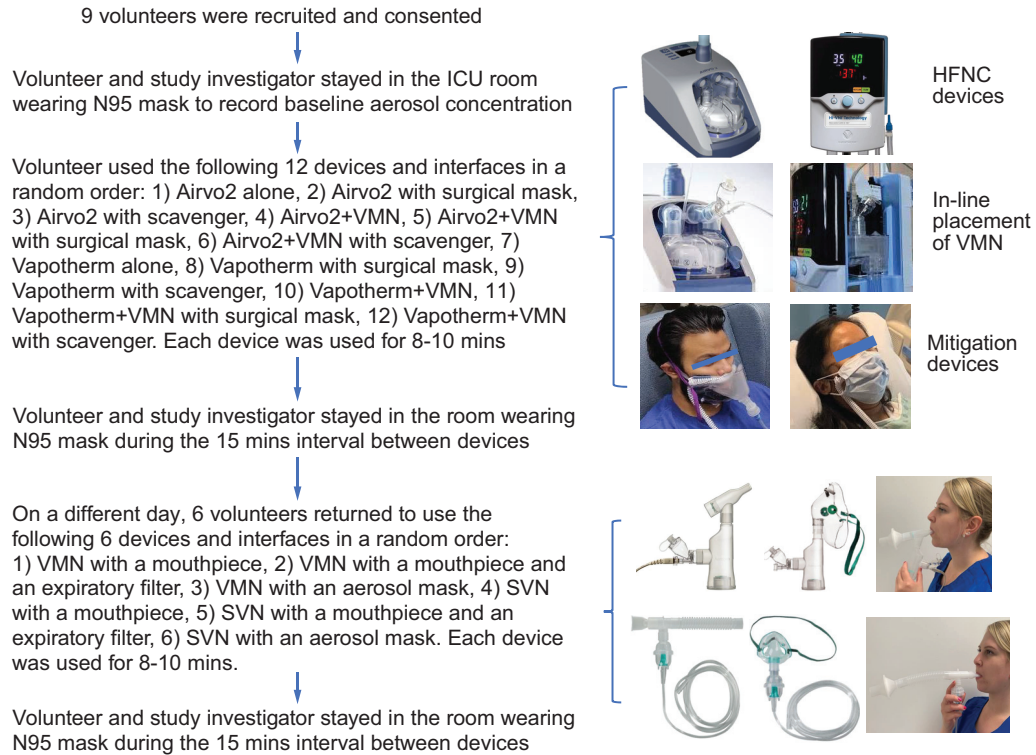 9 volunteers were recruited and consented
Volunteer and study investigator stayed in the ICU room
wearing N95 mask to record baseline aerosol concentration
Volunteer used the following 12 devices and interfaces in a
random order: 1) Airvo2 alone, 2) Airvo2 with surgical mask,
3) Airvo2 with scavenger, 4) Airvo2+VMN, 5) Airvo2+VMN
with surgical mask, 6) Airvo2+VMN with scavenger, 7)
Vapotherm alone, 8) Vapotherm with surgical mask, 9)
Vapotherm with scavenger, 10) Vapotherm+VMN, 11)
Vapotherm+VMN with surgical mask, 12) Vapotherm+VMN
with scavenger. Each device was used for 8-10 mins
Volunteer and study investigator stayed in the room wearing
N95 mask during the 15 mins interval between devices
On a different day, 6 volunteers returned to use the
following 6 devices and interfaces in a random order:
1) VMN with a mouthpiece, 2) VMN with a mouthpiece and
an expiratory filter, 3) VMN with an aerosol mask, 4) SVN
with a mouthpiece, 5) SVN with a mouthpiece and an
expiratory filter, 6) SVN with an aerosol mask. Each device
was used for 8-10 mins.
Volunteer and study investigator stayed in the room wearing
N95 mask during the 15 mins interval between devices
35 40
37
HFNC
devices
In-line
placement
of VMN
Mitigation
devices